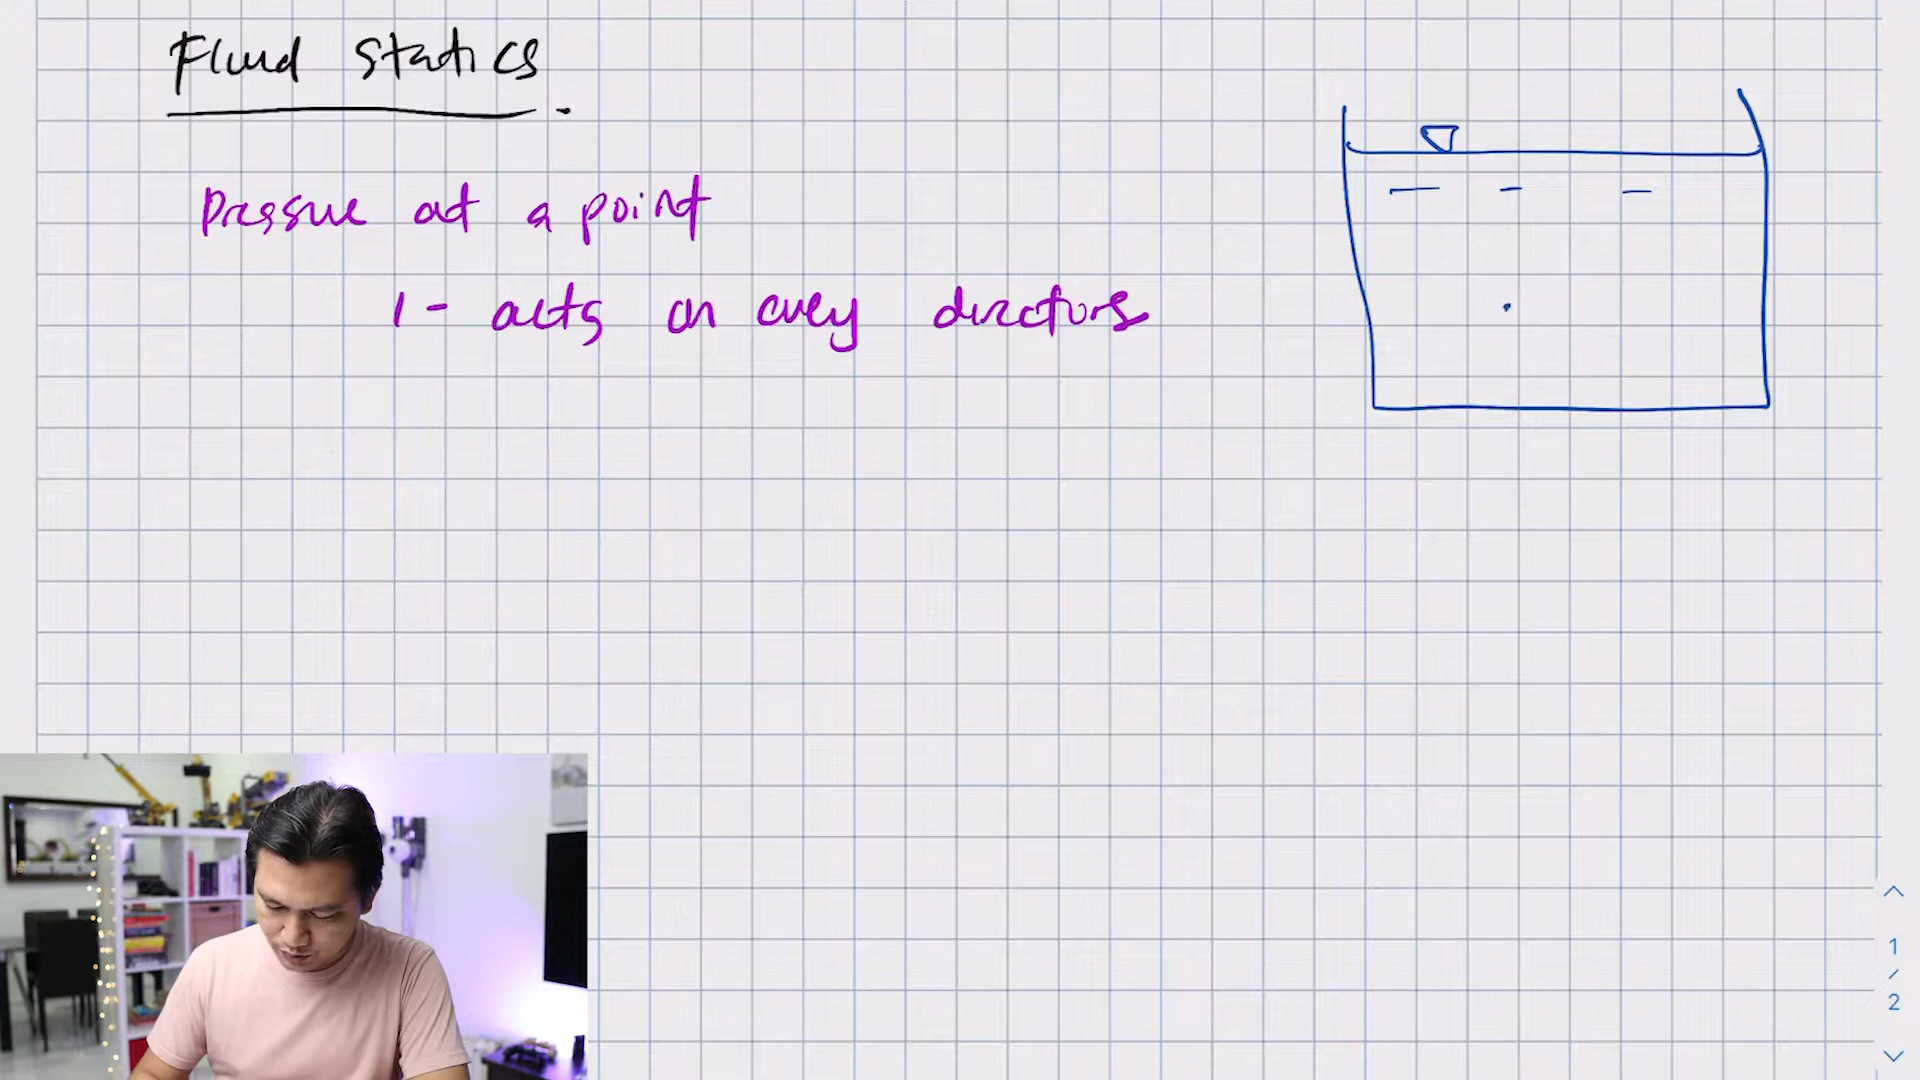 Fluid Statics.
Pressure at a point
1- acts on every directions
1
/
2